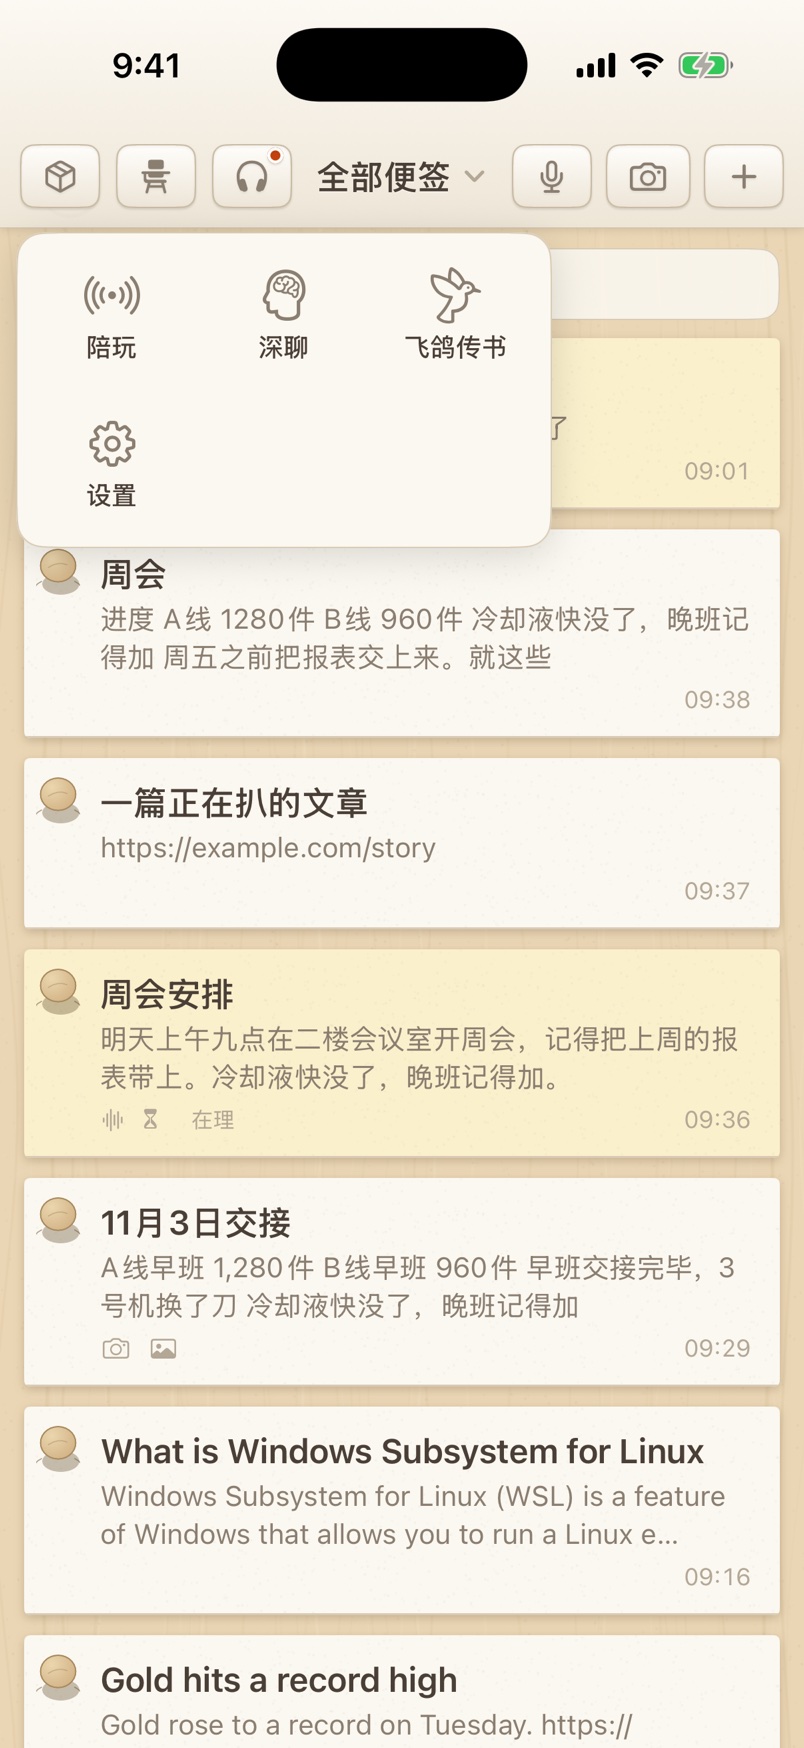 9:41
全部便签
陪玩
深聊
飞鸽传书
设置
了
09:01
周会
进度 A线 1280件 B线 960件 冷却液快没了，晚班记
得加 周五之前把报表交上来。就这些
09:38
一篇正在扒的文章
https://example.com/story
09:37
周会安排
明天上午九点在二楼会议室开周会，记得把上周的报
表带上。冷却液快没了，晚班记得加。
在理
09:36
11月3日交接
A线早班 1,280件 B线早班 960件 早班交接完毕，3
号机换了刀 冷却液快没了，晚班记得加
09:29
What is Windows Subsystem for Linux
Windows Subsystem for Linux (WSL) is a feature
of Windows that allows you to run a Linux e...
09:16
Gold hits a record high
Gold rose to a record on Tuesday. https://